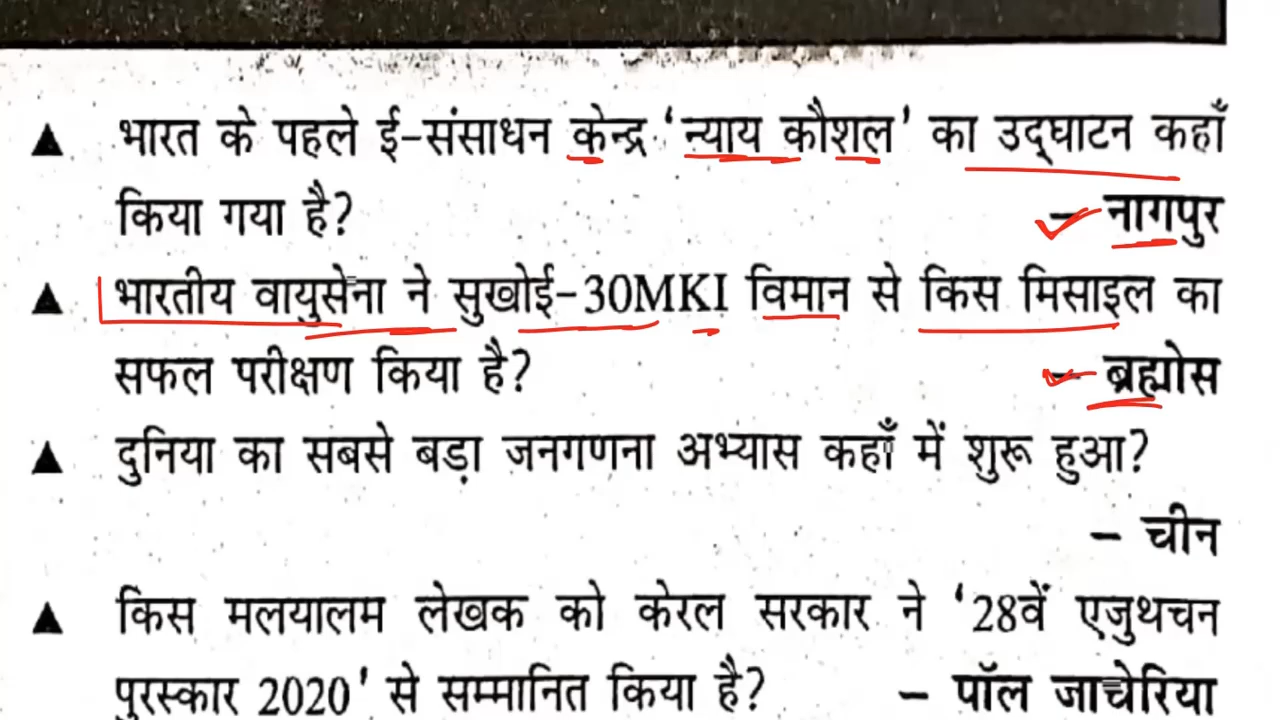 ▲ भारत के पहले ई-संसाधन केन्द्र 'न्याय कौशल' का उद्घाटन कहाँ
किया गया है? – नागपुर
▲ भारतीय वायुसेना ने सुखोई-30MKI विमान से किस मिसाइल का
सफल परीक्षण किया है? – ब्रह्मोस
▲ दुनिया का सबसे बड़ा जनगणना अभ्यास कहाँ में शुरू हुआ?
– चीन
▲ किस मलयालम लेखक को केरल सरकार ने '28वें एजुथचन
पुरस्कार 2020' से सम्मानित किया है? – पॉल जाचेरिया